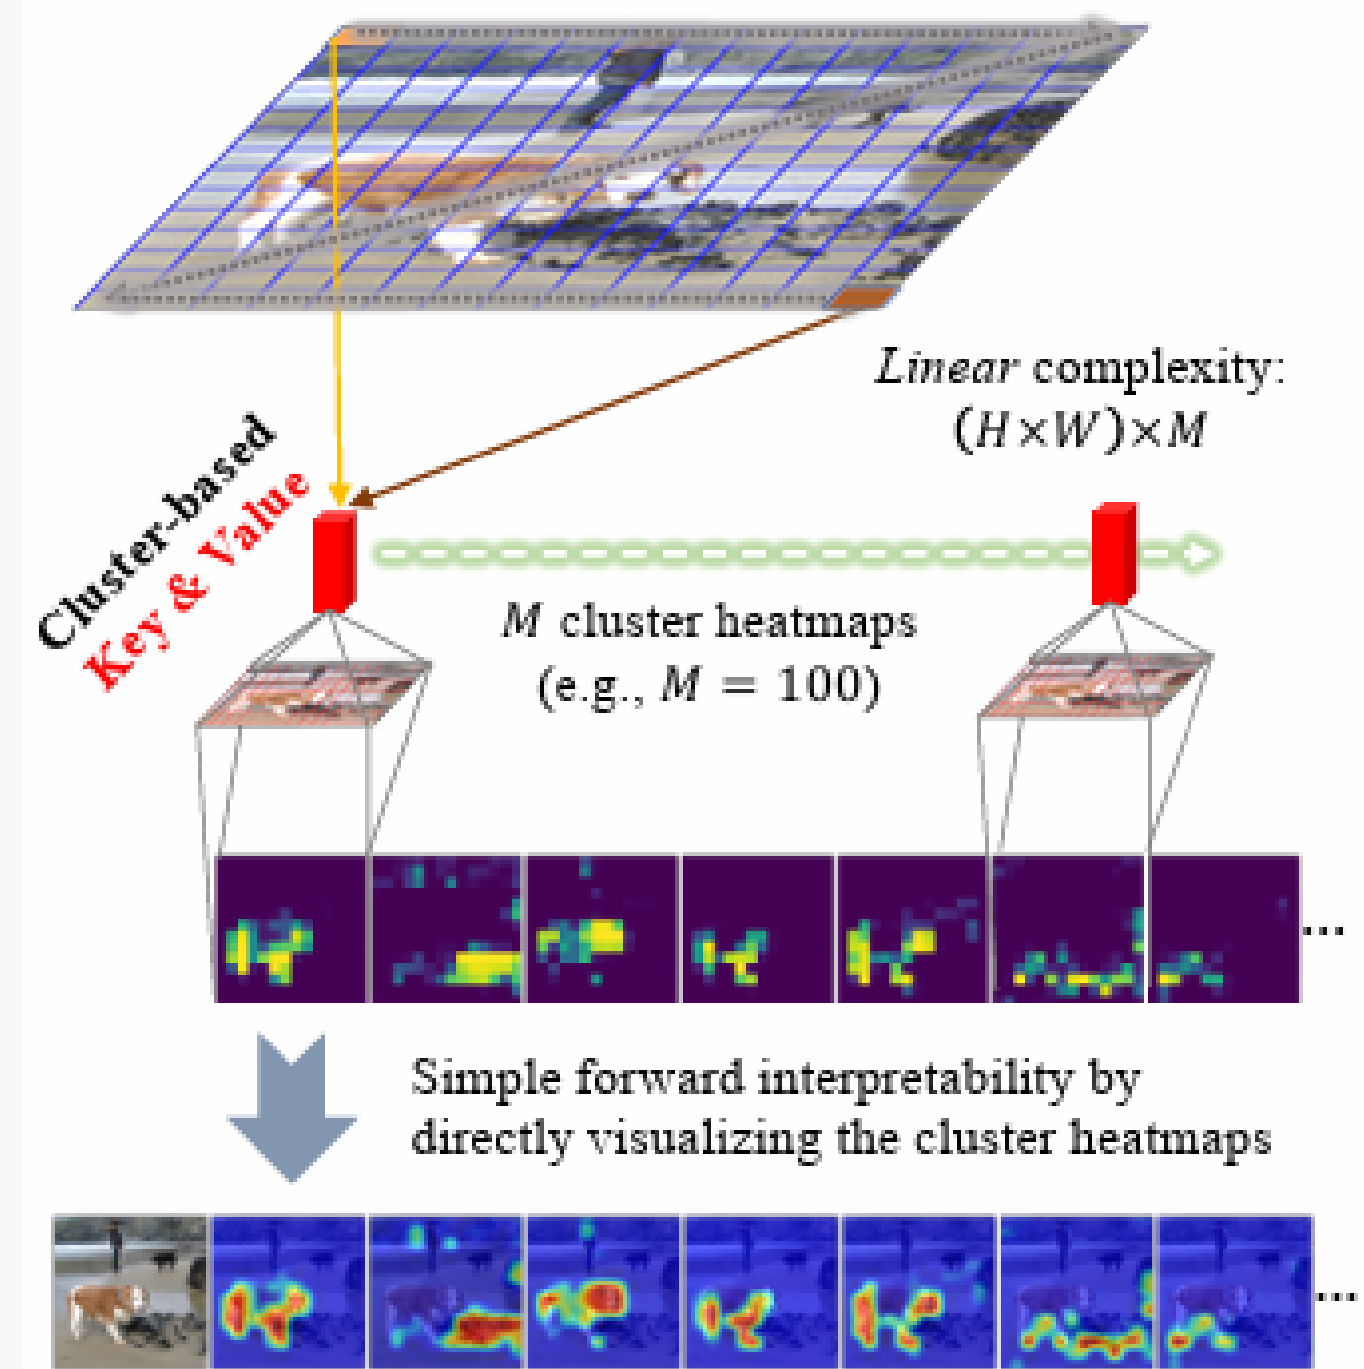 Linear complexity:
(H×W)×M
Cluster-based
Key & Value
M cluster heatmaps
(e.g., M = 100)
...
Simple forward interpretability by
directly visualizing the cluster heatmaps
...